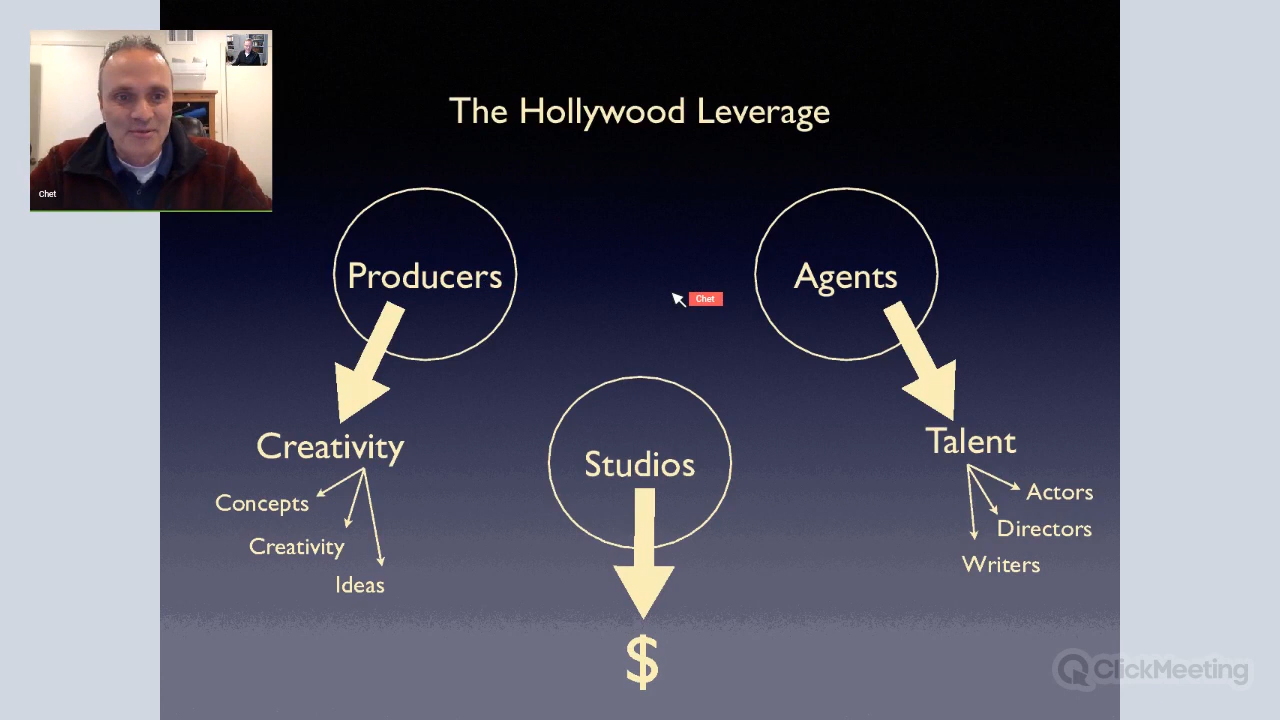 The Hollywood Leverage
Chet
Producers
Agents
Chet
Creativity
Studios
Talent
Concepts
Creativity
Ideas
Actors
Directors
Writers
$
ClickMeeting